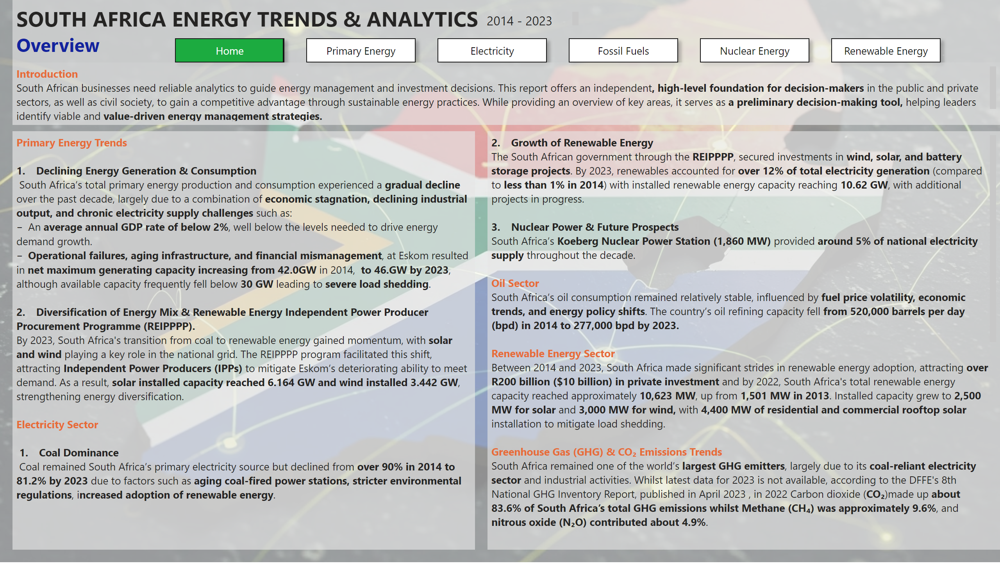 SOUTH AFRICA ENERGY TRENDS & ANALYTICS 2014 - 2023
Overview
Home
Primary Energy
Electricity
Fossil Fuels
Nuclear Energy
Renewable Energy
Introduction
South African businesses need reliable analytics to guide energy management and investment decisions. This report offers an independent, high-level foundation for decision-makers in the public and private
sectors, as well as civil society, to gain a competitive advantage through sustainable energy practices. While providing an overview of key areas, it serves as a preliminary decision-making tool, helping leaders
identify viable and value-driven energy management strategies.
Primary Energy Trends
1. Declining Energy Generation & Consumption
South Africa’s total primary energy production and consumption experienced a gradual decline
over the past decade, largely due to a combination of economic stagnation, declining industrial
output, and chronic electricity supply challenges such as:
– An average annual GDP rate of below 2%, well below the levels needed to drive energy
demand growth.
– Operational failures, aging infrastructure, and financial mismanagement, at Eskom resulted
in net maximum generating capacity increasing from 42.0GW in 2014, to 46.GW by 2023,
although available capacity frequently fell below 30 GW leading to severe load shedding.
2. Diversification of Energy Mix & Renewable Energy Independent Power Producer
Procurement Programme (REIPPPP).
By 2023, South Africa's transition from coal to renewable energy gained momentum, with solar
and wind playing a key role in the national grid. The REIPPPP program facilitated this shift,
attracting Independent Power Producers (IPPs) to mitigate Eskom’s deteriorating ability to meet
demand. As a result, solar installed capacity reached 6.164 GW and wind installed 3.442 GW,
strengthening energy diversification.
Electricity Sector
1. Coal Dominance
Coal remained South Africa’s primary electricity source but declined from over 90% in 2014 to
81.2% by 2023 due to factors such as aging coal-fired power stations, stricter environmental
regulations, increased adoption of renewable energy.
2. Growth of Renewable Energy
The South African government through the REIPPPP, secured investments in wind, solar, and battery
storage projects. By 2023, renewables accounted for over 12% of total electricity generation (compared
to less than 1% in 2014) with installed renewable energy capacity reaching 10.62 GW, with additional
projects in progress.
3. Nuclear Power & Future Prospects
South Africa’s Koeberg Nuclear Power Station (1,860 MW) provided around 5% of national electricity
supply throughout the decade.
Oil Sector
South Africa’s oil consumption remained relatively stable, influenced by fuel price volatility, economic
trends, and energy policy shifts. The country’s oil refining capacity fell from 520,000 barrels per day
(bpd) in 2014 to 277,000 bpd by 2023.
Renewable Energy Sector
Between 2014 and 2023, South Africa made significant strides in renewable energy adoption, attracting over
R200 billion ($10 billion) in private investment and by 2022, South Africa's total renewable energy
capacity reached approximately 10,623 MW, up from 1,501 MW in 2013. Installed capacity grew to 2,500
MW for solar and 3,000 MW for wind, with 4,400 MW of residential and commercial rooftop solar
installation to mitigate load shedding.
Greenhouse Gas (GHG) & CO₂ Emissions Trends
South Africa remained one of the world’s largest GHG emitters, largely due to its coal-reliant electricity
sector and industrial activities. Whilst latest data for 2023 is not available, according to the DFFE's 8th
National GHG Inventory Report, published in April 2023 , in 2022 Carbon dioxide (CO₂)made up about
83.6% of South Africa’s total GHG emissions whilst Methane (CH₄) was approximately 9.6%, and
nitrous oxide (N₂O) contributed about 4.9%.